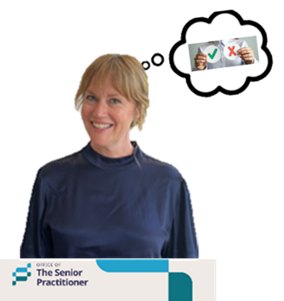 OFFICE OF
The Senior
Practitioner